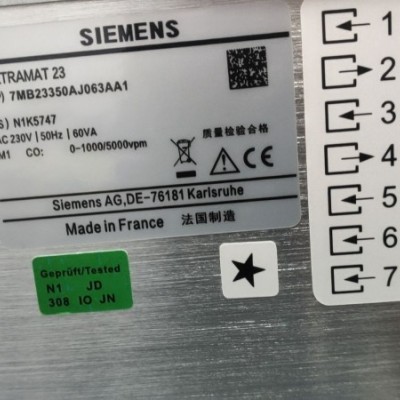 SIEMENS
TRAMAT 23
) 7MB23350AJ063AA1
S) N1K5747
AC 230V | 50Hz | 60VA
M1 CO: 0-1000/5000vpm
质量检验合格
CE
Siemens AG,DE-76181 Karlsruhe
Made in France 法国制造
Geprüft/Tested
N1 JD
308 IO JN
1
2
3
4
5
6
7